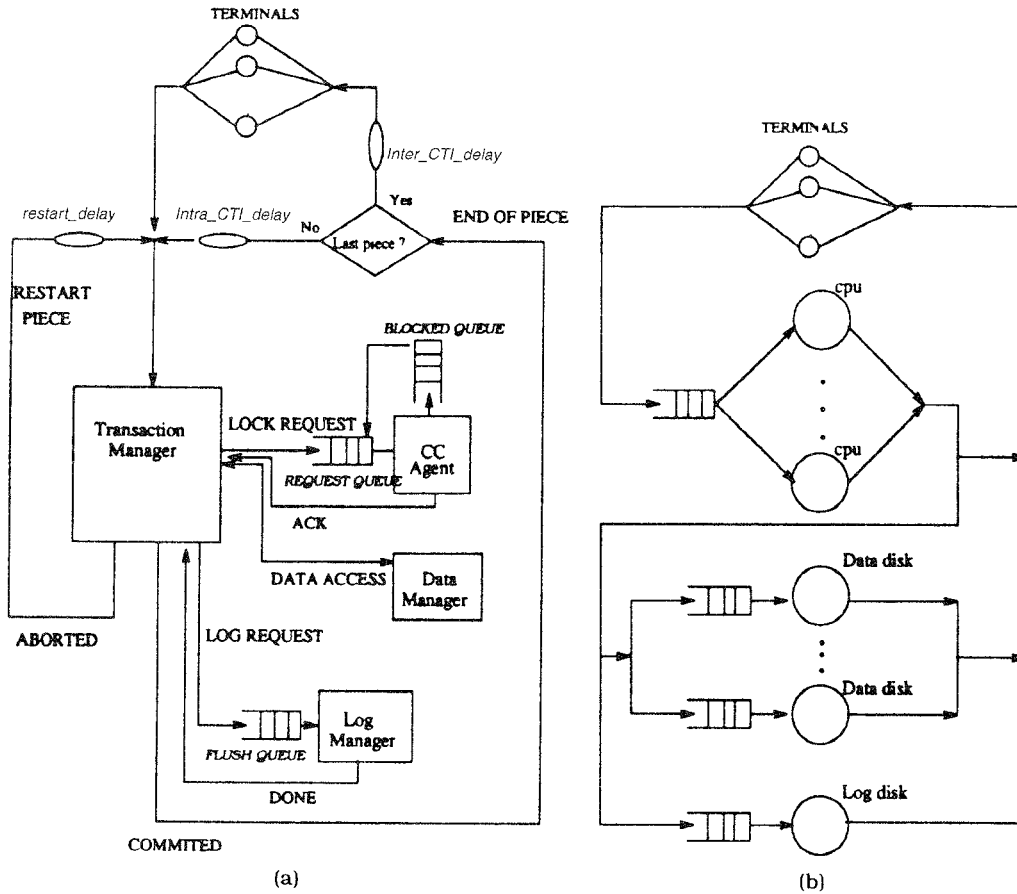 TERMINALS
Inter_CTI_delay
restart_delay
Intra_CTI_delay
Yes
No
Last piece ?
END OF PIECE
RESTART
PIECE
BLOCKED QUEUE
Transaction
Manager
LOCK REQUEST
CC
Agent
REQUEST QUEUE
ACK
DATA ACCESS
Data
Manager
ABORTED
LOG REQUEST
Log
Manager
FLUSH QUEUE
DONE
COMMITED
(a)
TERMINALS
cpu
cpu
Data disk
Data disk
Log disk
(b)